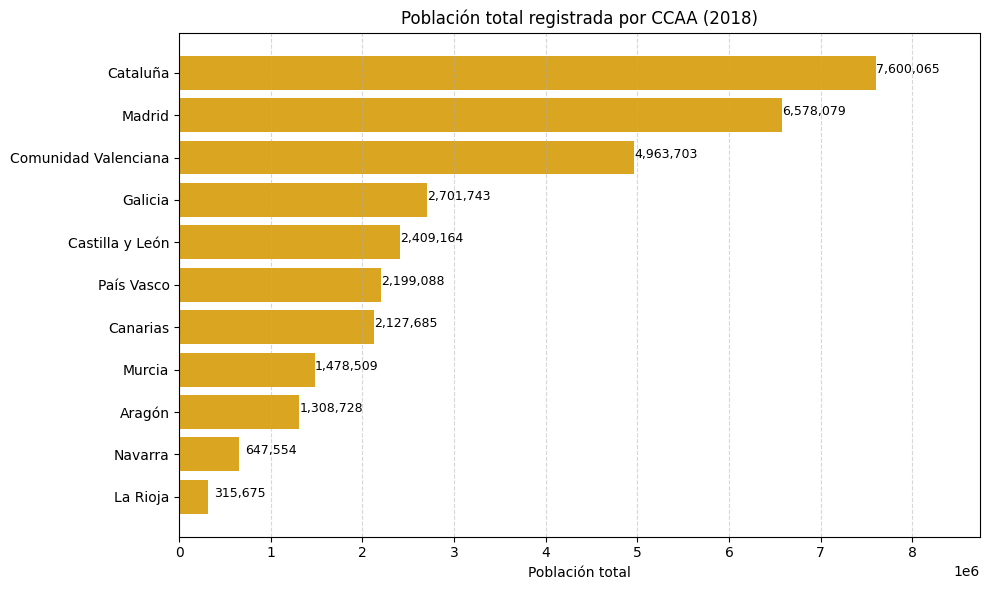 Población total registrada por CCAA (2018)
Cataluña 7,600,065
Madrid 6,578,079
Comunidad Valenciana 4,963,703
Galicia 2,701,743
Castilla y León 2,409,164
País Vasco 2,199,088
Canarias 2,127,685
Murcia 1,478,509
Aragón 1,308,728
Navarra 647,554
La Rioja 315,675
0 1 2 3 4 5 6 7 8
1e6
Población total